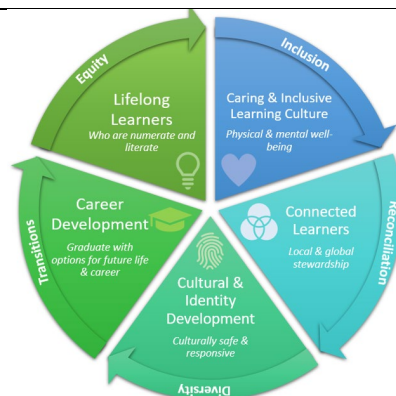 Inclusion
Caring & Inclusive
Learning Culture
Physical & mental well-
being
Reconciliation
Connected
Learners
Local & global
stewardship
Diversity
Cultural &
Identity
Development
Culturally safe &
responsive
Transitions
Career
Development
Graduate with
options for future life
& career
Equity
Lifelong
Learners
Who are numerate and
literate